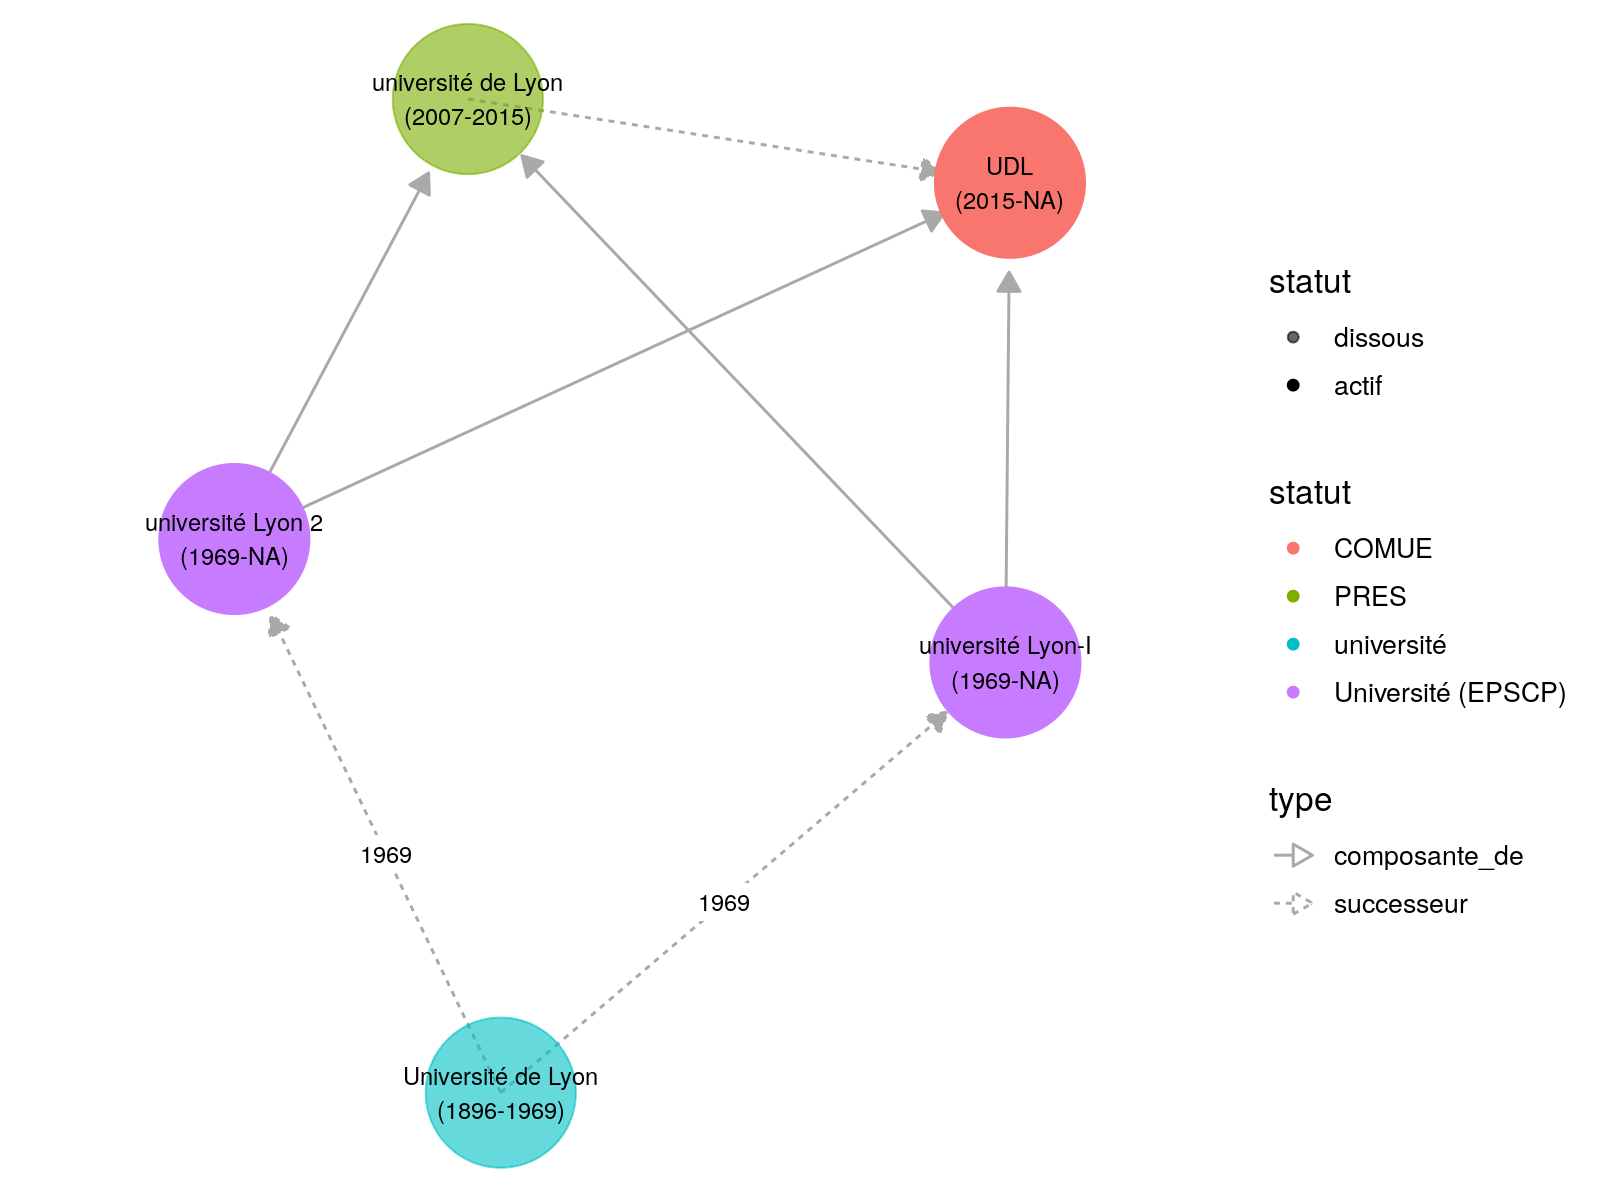 université de Lyon
(2007-2015)
UDL
(2015-NA)
université Lyon 2
(1969-NA)
université Lyon-I
(1969-NA)
1969
1969
Université de Lyon
(1896-1969)
statut
dissous
actif
statut
COMUE
PRES
université
Université (EPSCP)
type
composante_de
successeur